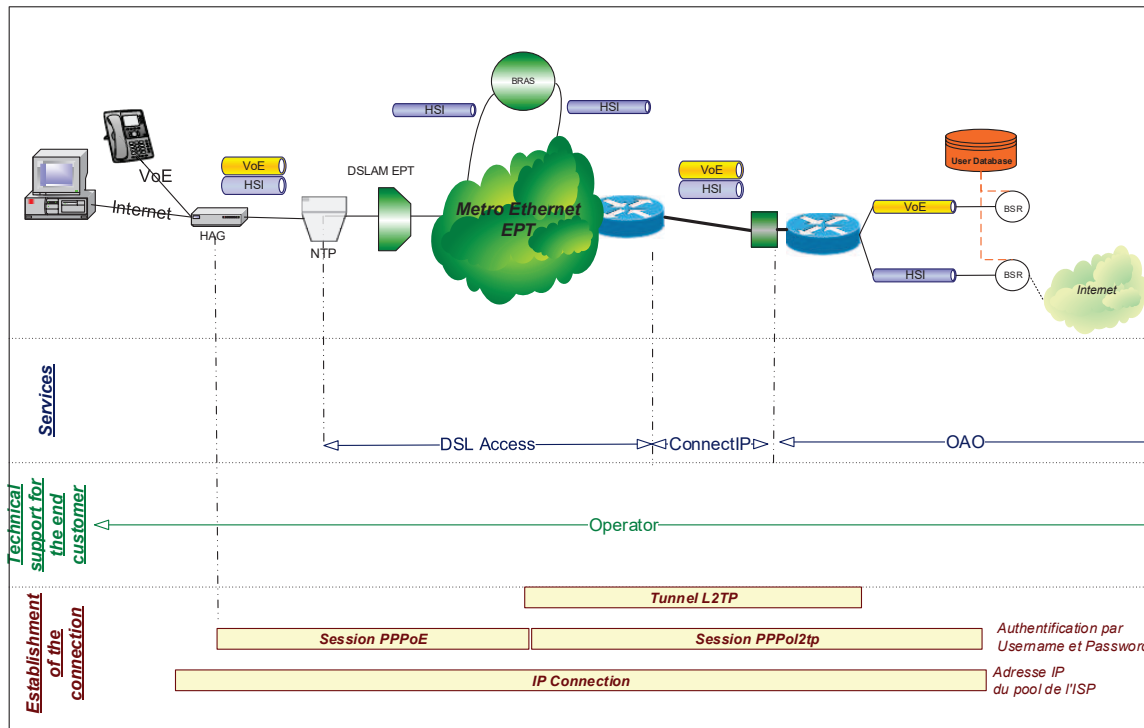 BRAS
HSI
HSI
VoE
HSI
DSLAM EPT
VoE
HSI
User Database
VoE
Internet
HAG
NTP
Metro Ethernet
EPT
VoE
BSR
HSI
BSR
Internet
Services
DSL Access
ConnectIP
OAO
Technical
support for
the end
customer
Operator
Establishment
of the
connection
Tunnel L2TP
Session PPPoE
Session PPPol2tp
Authentification par
Username et Password
IP Connection
Adresse IP
du pool de l'ISP